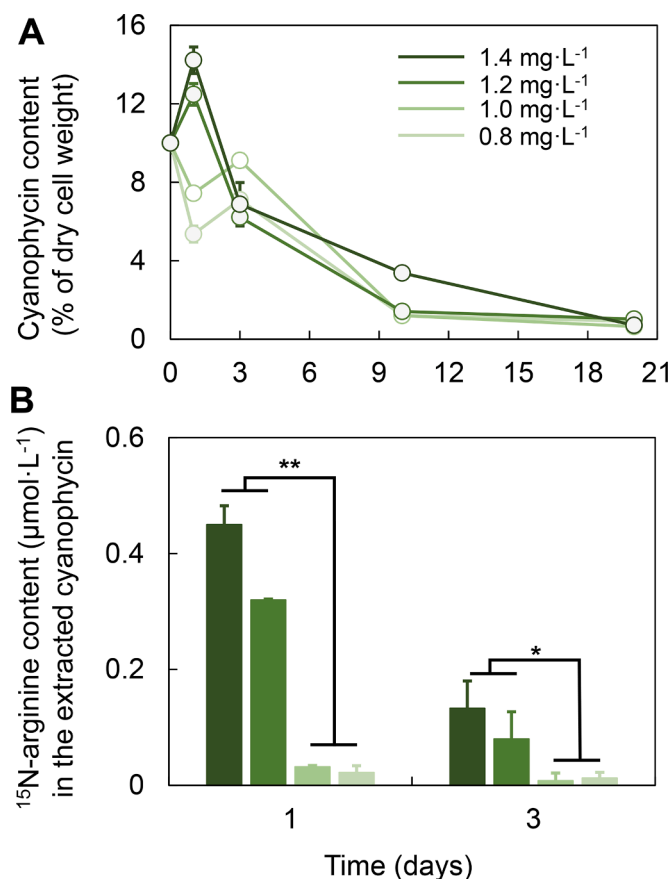 A
Cyanophycin content
(% of dry cell weight)
16
12
8
4
0
1.4 mg·L⁻¹
1.2 mg·L⁻¹
1.0 mg·L⁻¹
0.8 mg·L⁻¹
0 3 6 9 12 15 18 21
B
¹⁵N-arginine content (μmol·L⁻¹)
in the extracted cyanophycin
0.6
0.4
0.2
0
**
*
1 3
Time (days)